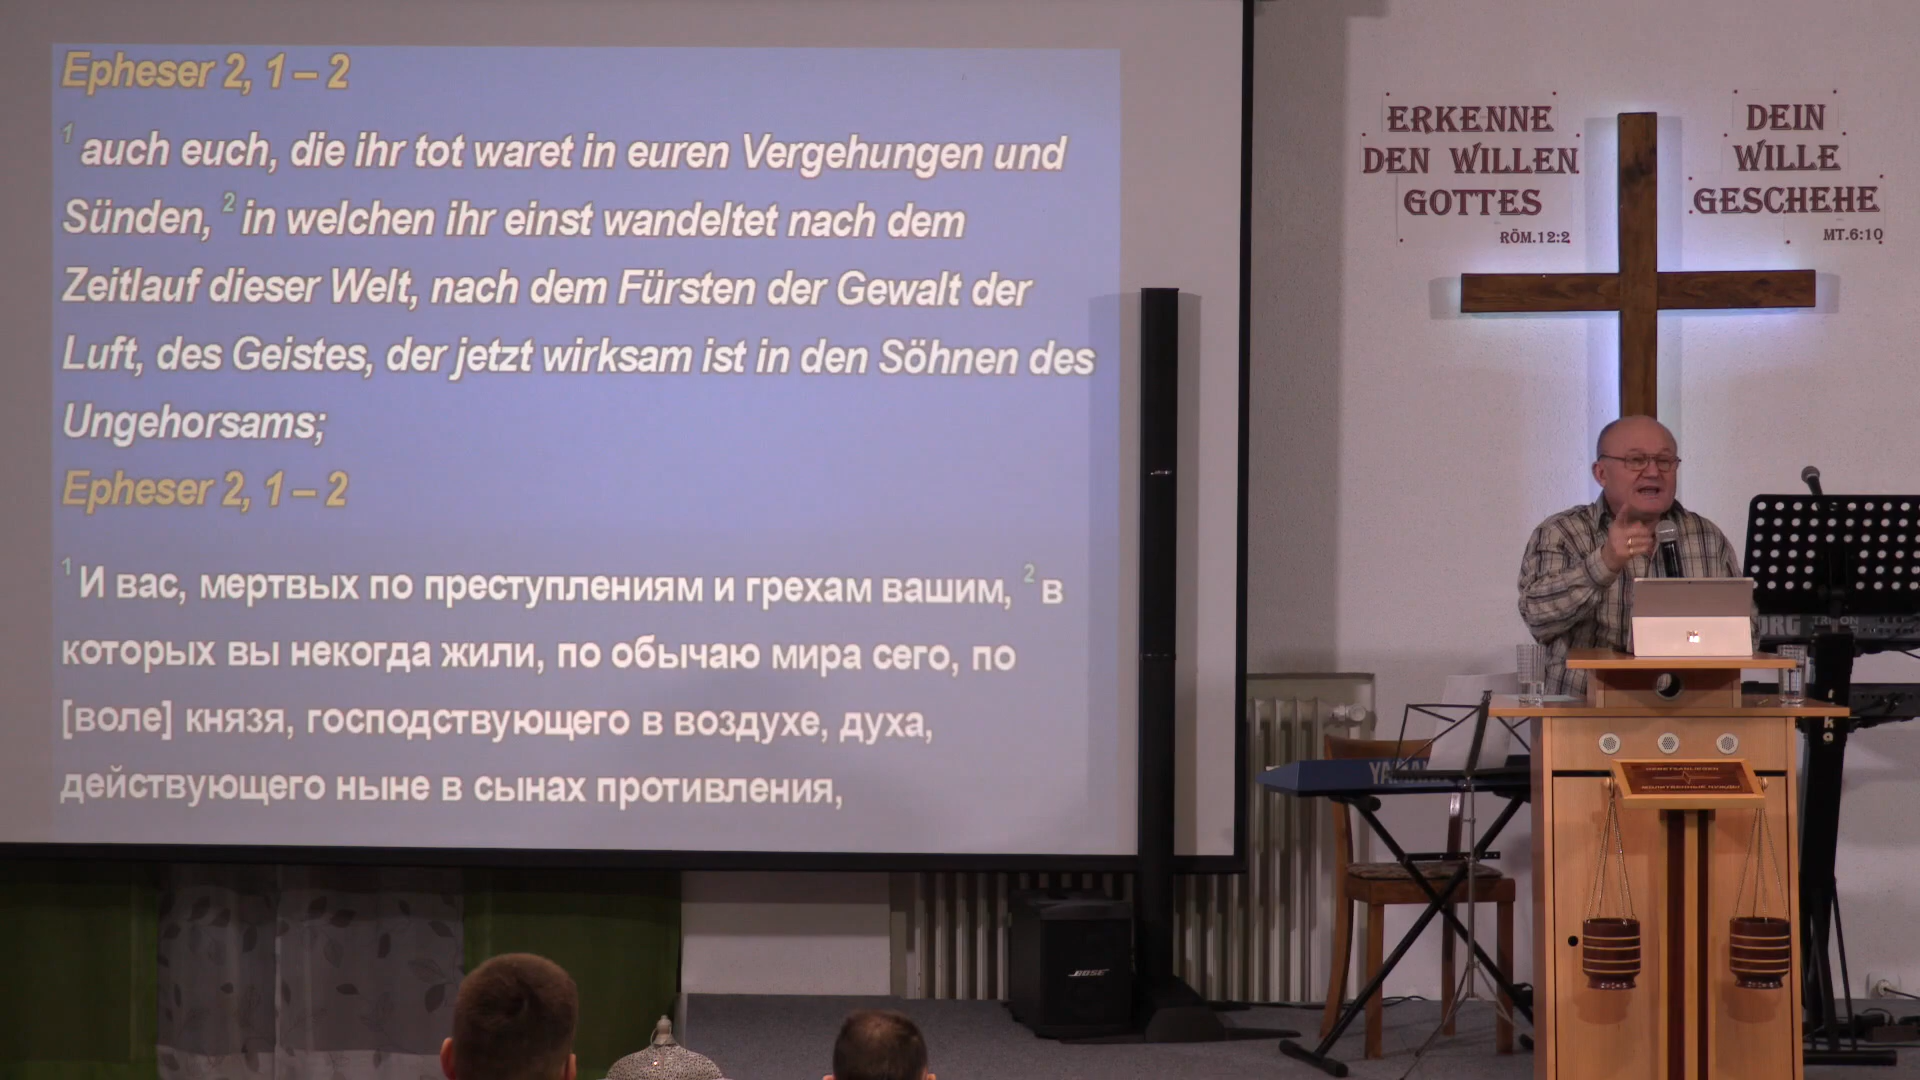 Epheser 2, 1 – 2
1 auch euch, die ihr tot waret in euren Vergehungen und
Sünden, 2 in welchen ihr einst wandeltet nach dem
Zeitlauf dieser Welt, nach dem Fürsten der Gewalt der
Luft, des Geistes, der jetzt wirksam ist in den Söhnen des
Ungehorsams;
Epheser 2, 1 – 2
1 И вас, мертвых по преступлениям и грехам вашим, 2 в
которых вы некогда жили, по обычаю мира сего, по
[воле] князя, господствующего в воздухе, духа,
действующего ныне в сынах противления,
ERKENNE
DEN WILLEN
GOTTES
RÖM.12:2
DEIN
WILLE
GESCHEHE
MT.6:10
BOSE
GEBETSANLIEGEN
МОЛИТВЕННЫЕ НУЖДЫ